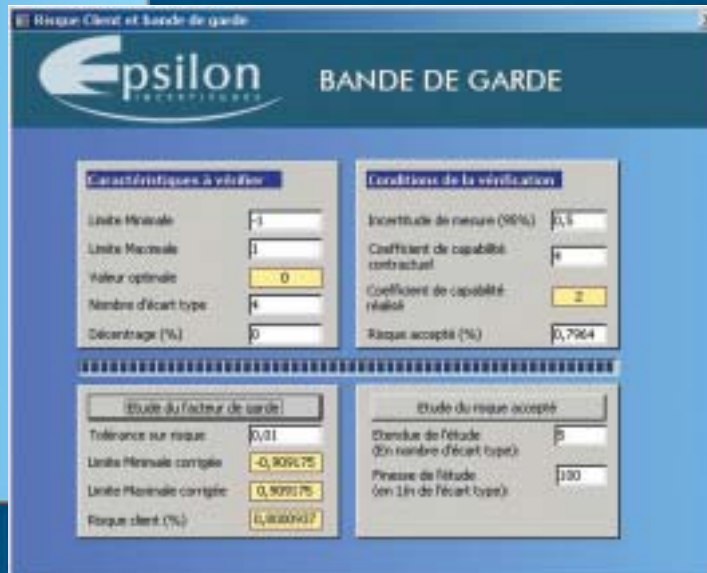 Risque Client et bande de garde
Epsilon
INCERTITUDES
BANDE DE GARDE
Caractéristiques à vérifier
Limite Minimale -1
Limite Maximale 1
Valeur optimale 0
Nombre d'écart type 4
Décentrage (%) 0
Conditions de la vérification
Incertitude de mesure (95%) 0,5
Coefficient de capabilité
contractuel 4
Coefficient de capabilité
réalisé 2
Risque accepté (%) 0,7964
Etude du facteur de garde
Tolérance sur risque 0,01
Limite Minimale corrigée -0,909175
Limite Maximale corrigée 0,909175
Risque client (%)
Etude du risque accepté
Etendue de l'étude
(En nombre d'écart type): 5
Finesse de l'étude
(en 1/n de l'écart type): 100